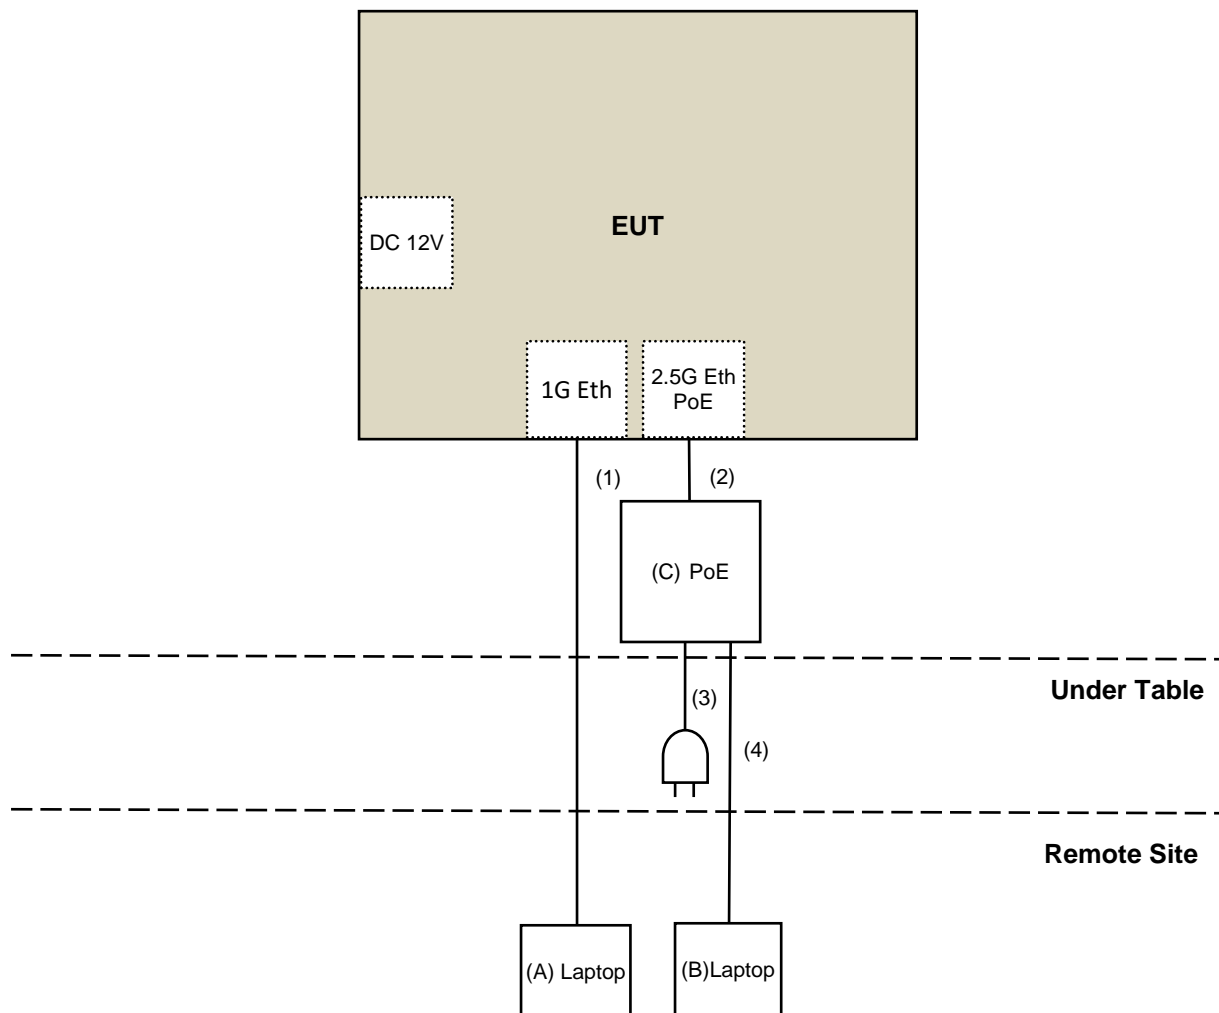 EUT
DC 12V
1G Eth
2.5G Eth
PoE
(1)
(2)
(C) PoE
Under Table
(3)
(4)
Remote Site
(A) Laptop
(B)Laptop